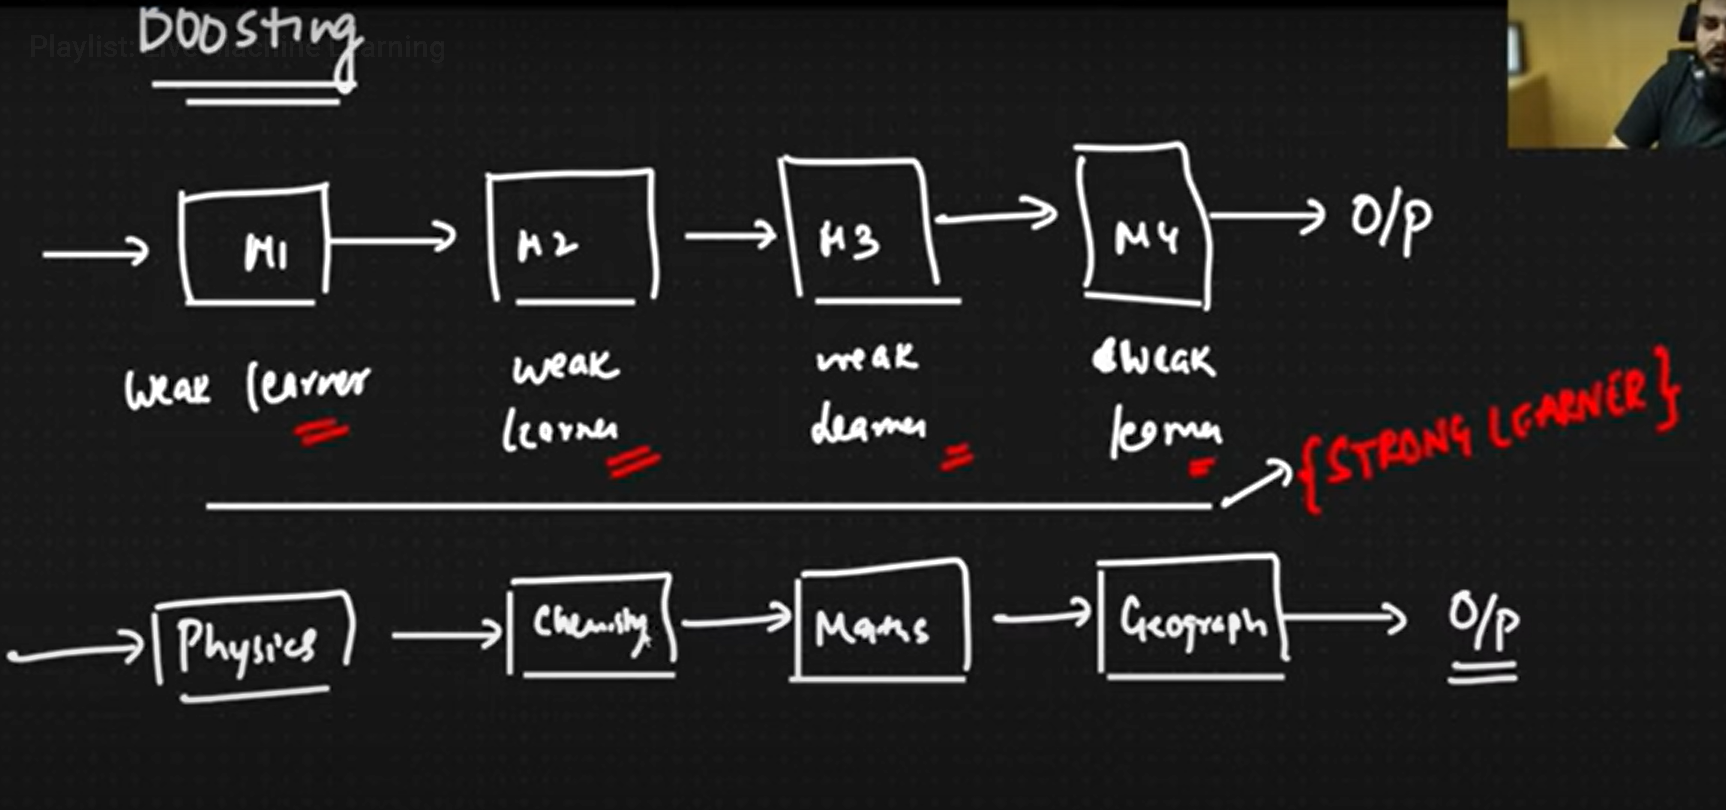 Boosting
Playlist: Live Machine Learning
M1 M2 M3 M4 O/P
weak learner weak learner weak learner weak learner
{STRONG LEARNER}
Physics Chemistry Maths Geograph O/P